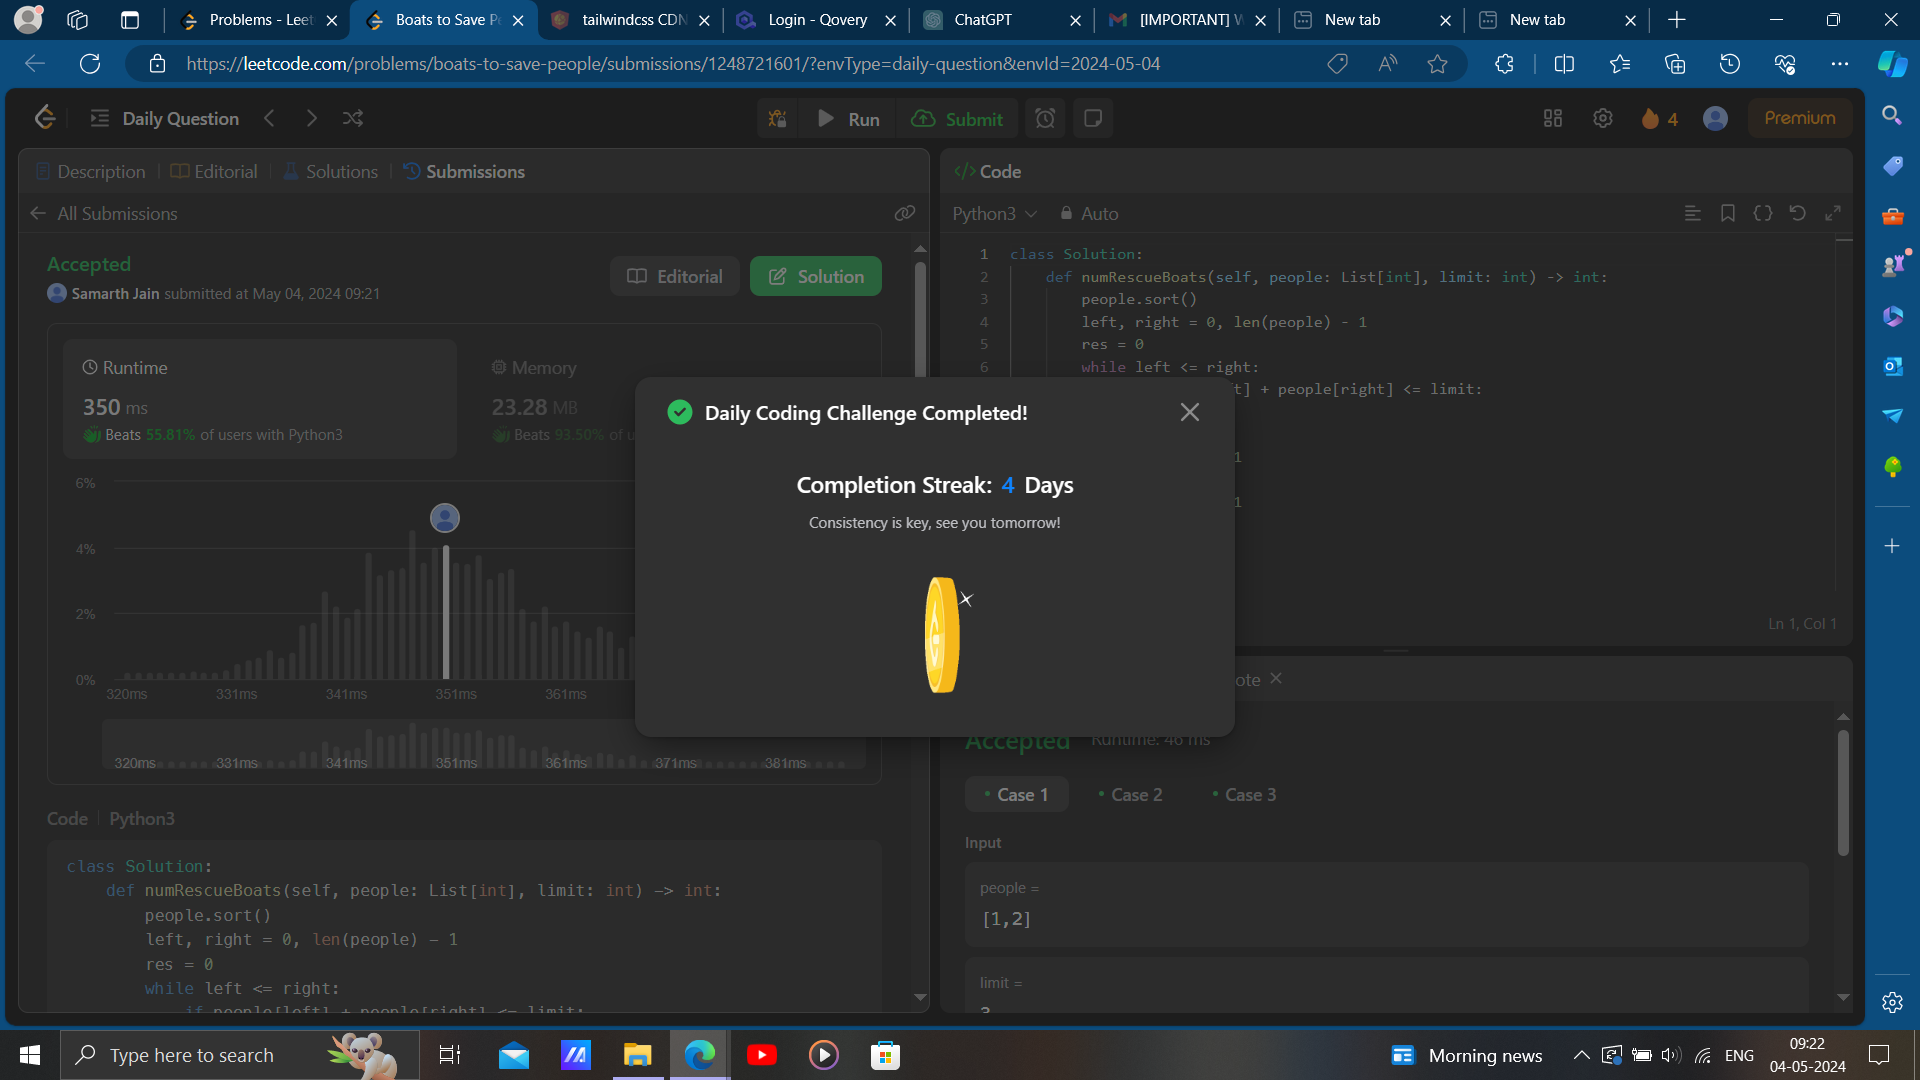 Problems - Leet
Boats to Save P
tailwindcss CDN
Login - Qovery
ChatGPT
[IMPORTANT] W
New tab
New tab
https://leetcode.com/problems/boats-to-save-people/submissions/1248721601/?envType=daily-question&envId=2024-05-04
Daily Question
Run
Submit
4
Premium
Description
Editorial
Solutions
Submissions
All Submissions
Accepted
Samarth Jain submitted at May 04, 2024 09:21
Editorial
Solution
Runtime
350 ms
Beats 55.81% of users with Python3
Memory
23.28 MB
Beats 93.50% of u
6%
4%
2%
0%
320ms 331ms 341ms 351ms 361ms
320ms 331ms 341ms 351ms 361ms 371ms 381ms
Code Python3
class Solution:
def numRescueBoats(self, people: List[int], limit: int) -> int:
people.sort()
left, right = 0, len(people) - 1
res = 0
while left <= right:
if people[left] + people[right] <= limit:
</> Code
Python3 Auto
1 class Solution:
2 def numRescueBoats(self, people: List[int], limit: int) -> int:
3 people.sort()
4 left, right = 0, len(people) - 1
5 res = 0
6 while left <= right:
t] + people[right] <= limit:
1
1
Ln 1, Col 1
Daily Coding Challenge Completed!
Completion Streak: 4 Days
Consistency is key, see you tomorrow!
ote
Accepted Runtime: 46 ms
Case 1
Case 2
Case 3
Input
people =
[1,2]
limit =
3
Type here to search
Morning news
ENG
09:22
04-05-2024